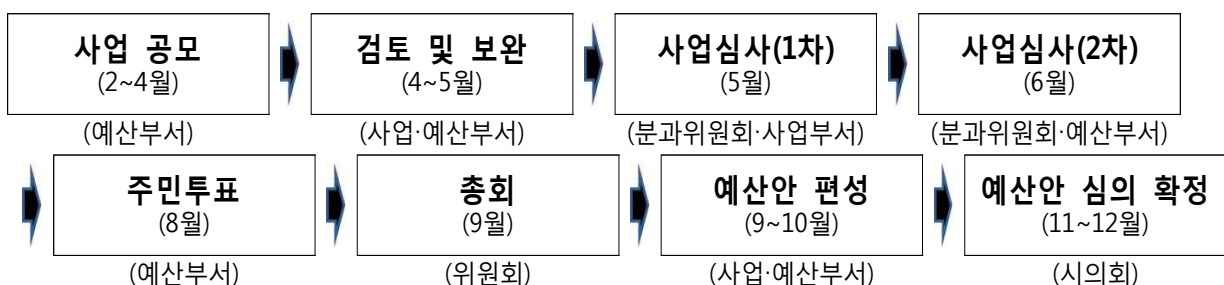 사업 공모 검토 및 보완 사업심사(1차) 사업심사(2차)
(2~4월) (4~5월) (5월) (6월)
(예산부서) (사업·예산부서) (분과위원회·사업부서) (분과위원회·예산부서)
주민투표 총회 예산안 편성 예산안 심의 확정
(8월) (9월) (9~10월) (11~12월)
(예산부서) (위원회) (사업·예산부서) (시의회)